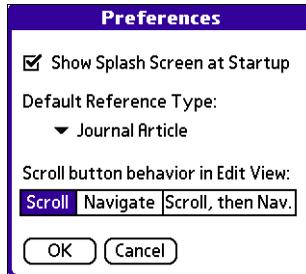 Preferences
Show Splash Screen at Startup
Default Reference Type:
Journal Article
Scroll button behavior in Edit View:
Scroll Navigate Scroll, then Nav.
OK Cancel